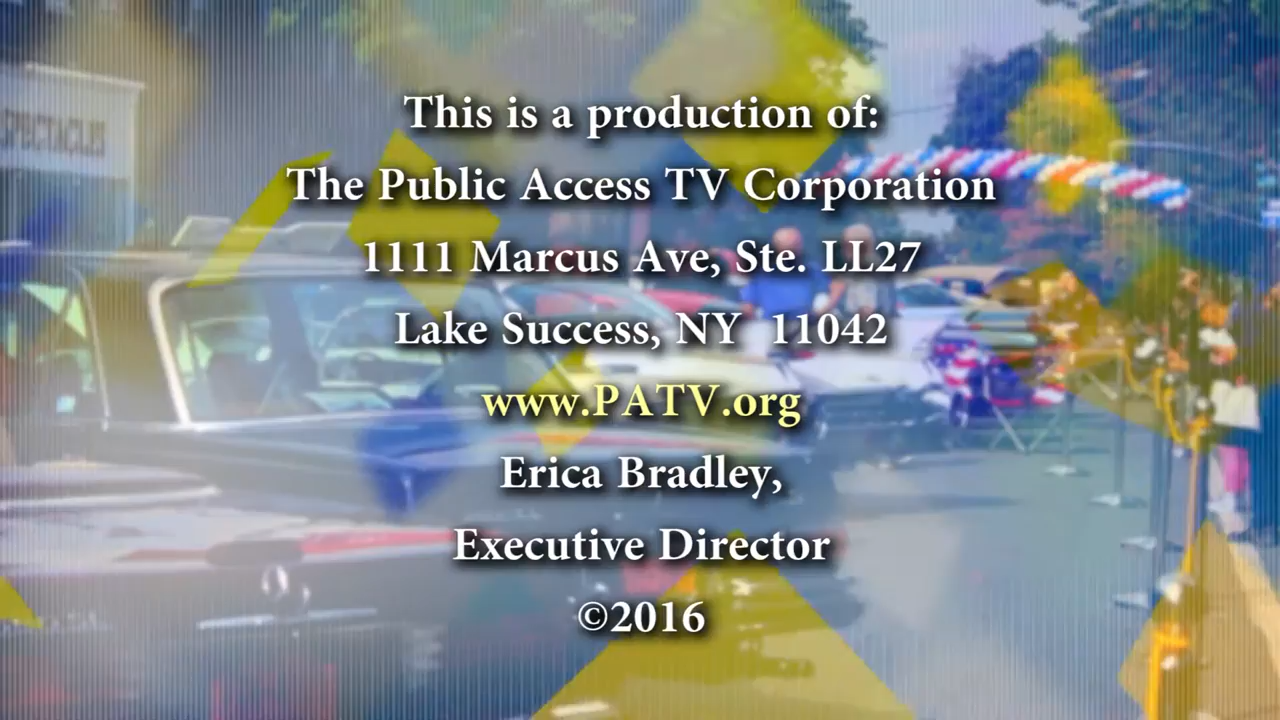 SPECTACLES
This is a production of:
The Public Access TV Corporation
1111 Marcus Ave, Ste. LL27
Lake Success, NY  11042
www.PATV.org
Erica Bradley,
Executive Director
©2016